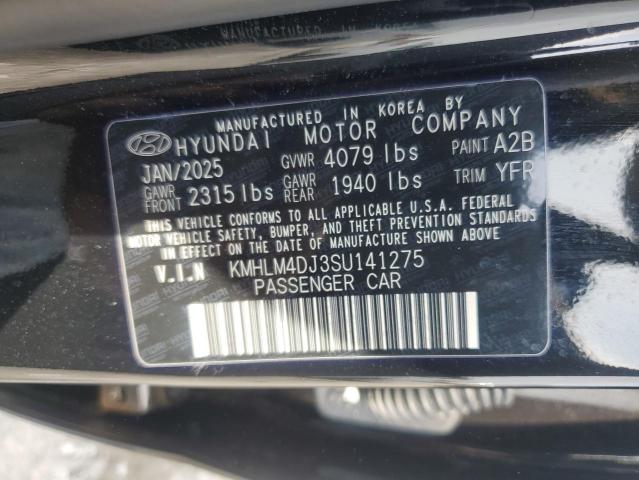 MANUFACTURED IN KOREA BY
HYUNDAI MOTOR COMPANY
JAN/2025 GVWR 4079 lbs PAINT A2B
GAWR FRONT 2315 lbs GAWR REAR 1940 lbs TRIM YFR
THIS VEHICLE CONFORMS TO ALL APPLICABLE U.S.A. FEDERAL
MOTOR VEHICLE SAFETY, BUMPER, AND THEFT PREVENTION STANDARDS
IN EFFECT ON THE DATE OF MANUFACTURE SHOWN ABOVE.
V.I.N KMHLM4DJ3SU141275
PASSENGER CAR